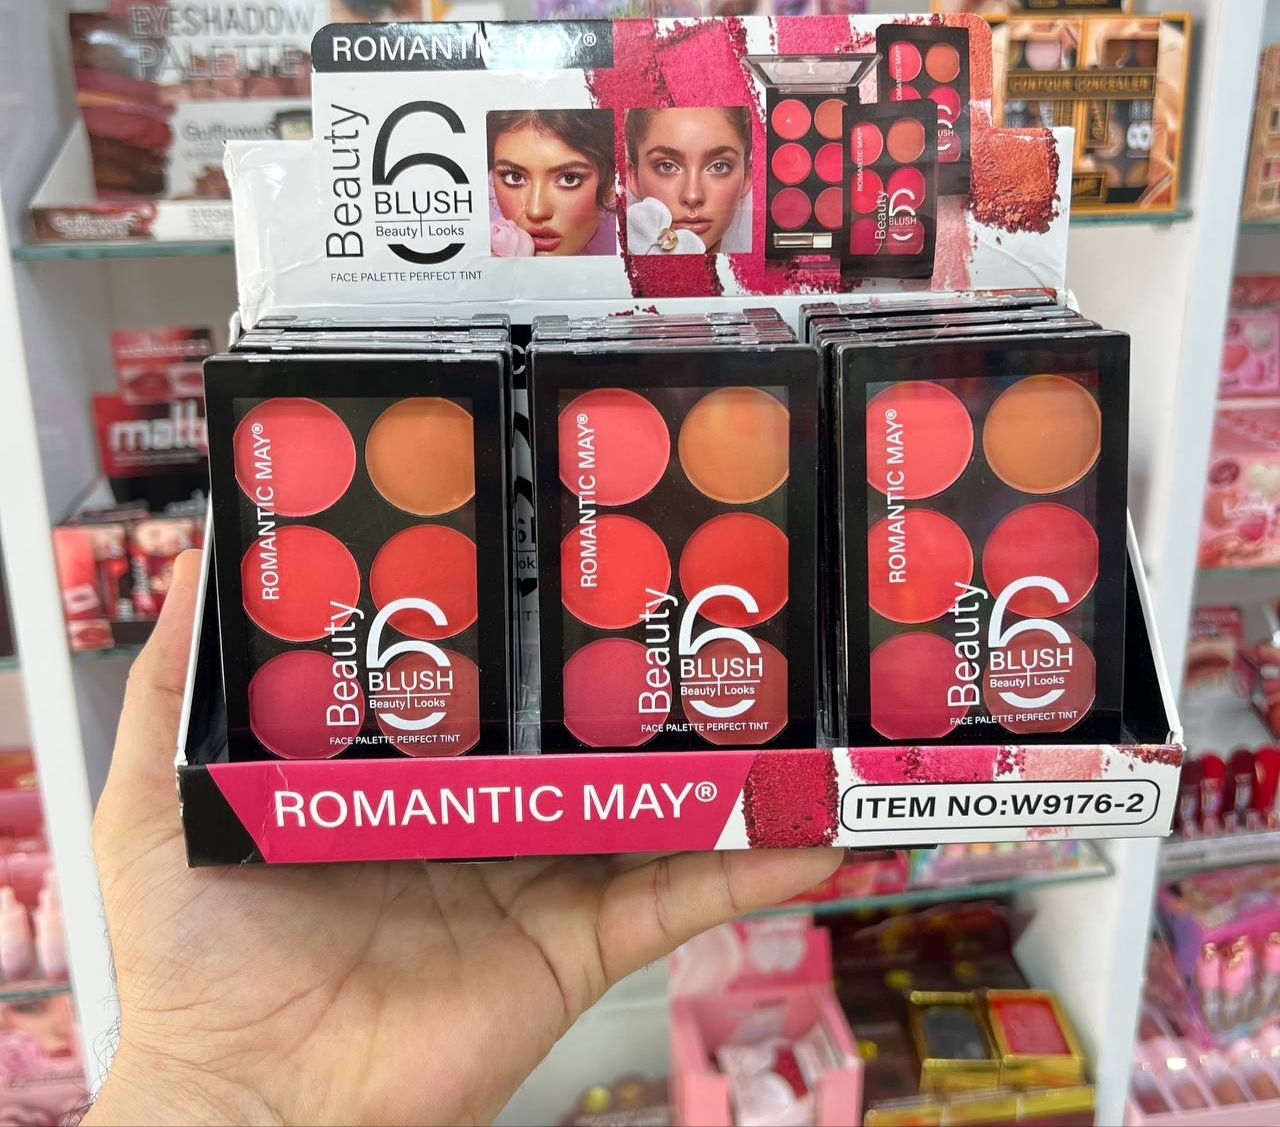 EYESHADOW
PALETTE
ROMANTIC MAY®
Beauty
6
BLUSH
Beauty Looks
FACE PALETTE PERFECT TINT
CONTOUR CONCEALER
matte
ROMANTIC MAY®
Beauty
6
BLUSH
Beauty Looks
FACE PALETTE PERFECT TINT
ROMANTIC MAY®
Beauty
6
BLUSH
Beauty Looks
FACE PALETTE PERFECT TINT
ROMANTIC MAY®
Beauty
6
BLUSH
Beauty Looks
FACE PALETTE PERFECT TINT
ROMANTIC MAY®
ITEM NO:W9176-2